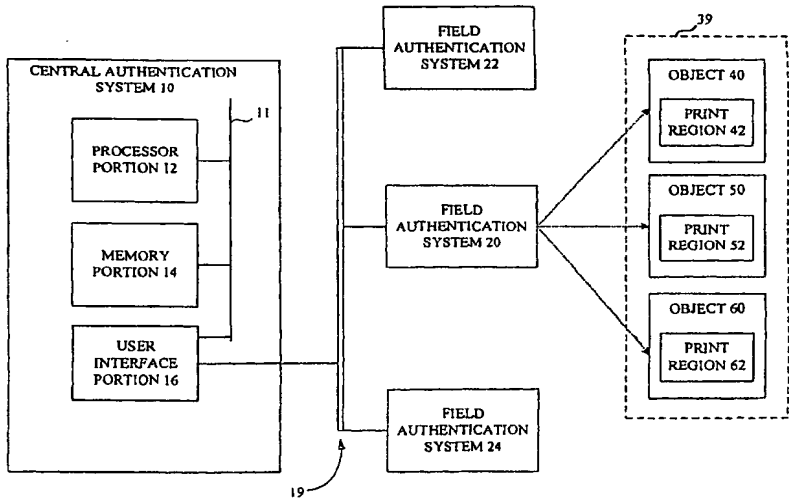 CENTRAL AUTHENTICATION
SYSTEM 10
11
PROCESSOR
PORTION 12
MEMORY
PORTION 14
USER
INTERFACE
PORTION 16
19
FIELD
AUTHENTICATION
SYSTEM 22
FIELD
AUTHENTICATION
SYSTEM 20
FIELD
AUTHENTICATION
SYSTEM 24
39
OBJECT 40
PRINT
REGION 42
OBJECT 50
PRINT
REGION 52
OBJECT 60
PRINT
REGION 62